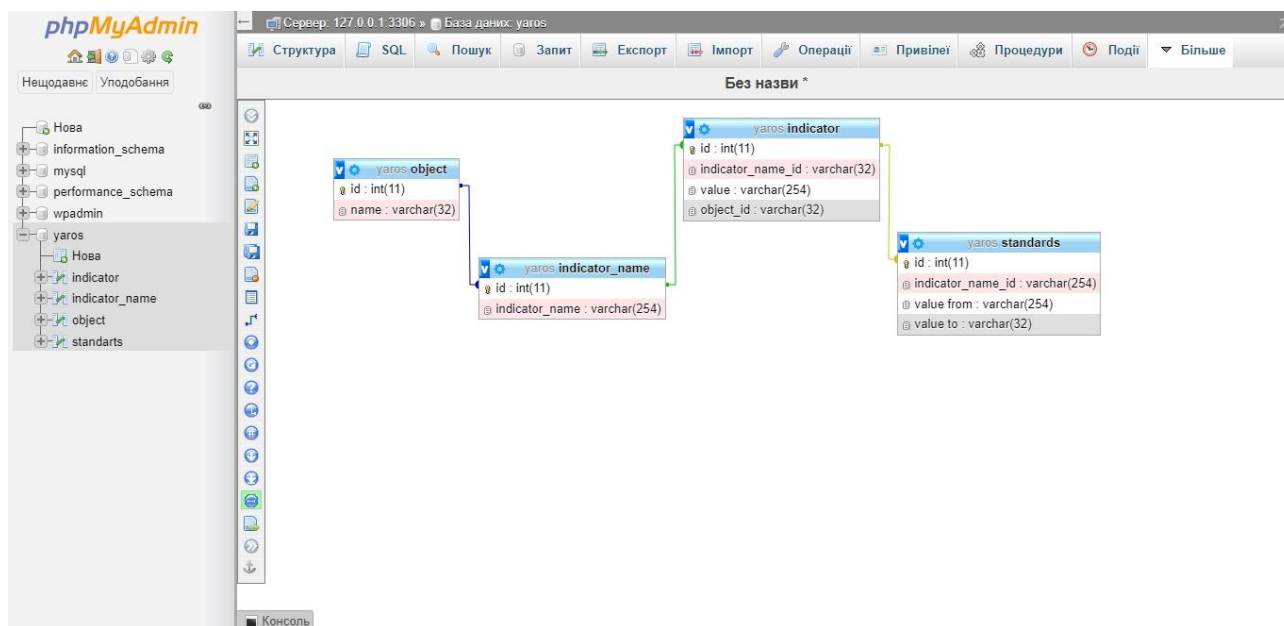 phpMyAdmin
Нещодавнє Уподобання
Нова
information_schema
mysql
performance_schema
wpadmin
yaros
Нова
indicator
indicator_name
object
standarts
Сервер: 127.0.0.1:3306 » База даних: yaros
Структура SQL Пошук Запит Експорт Імпорт Операції Привілеї Процедури Події Більше
Без назви *
yaros object
id : int(11)
name : varchar(32)
yaros indicator_name
id : int(11)
indicator_name : varchar(254)
yaros indicator
id : int(11)
indicator_name_id : varchar(32)
value : varchar(254)
object_id : varchar(32)
yaros standards
id : int(11)
indicator_name_id : varchar(254)
value from : varchar(254)
value to : varchar(32)
Консоль